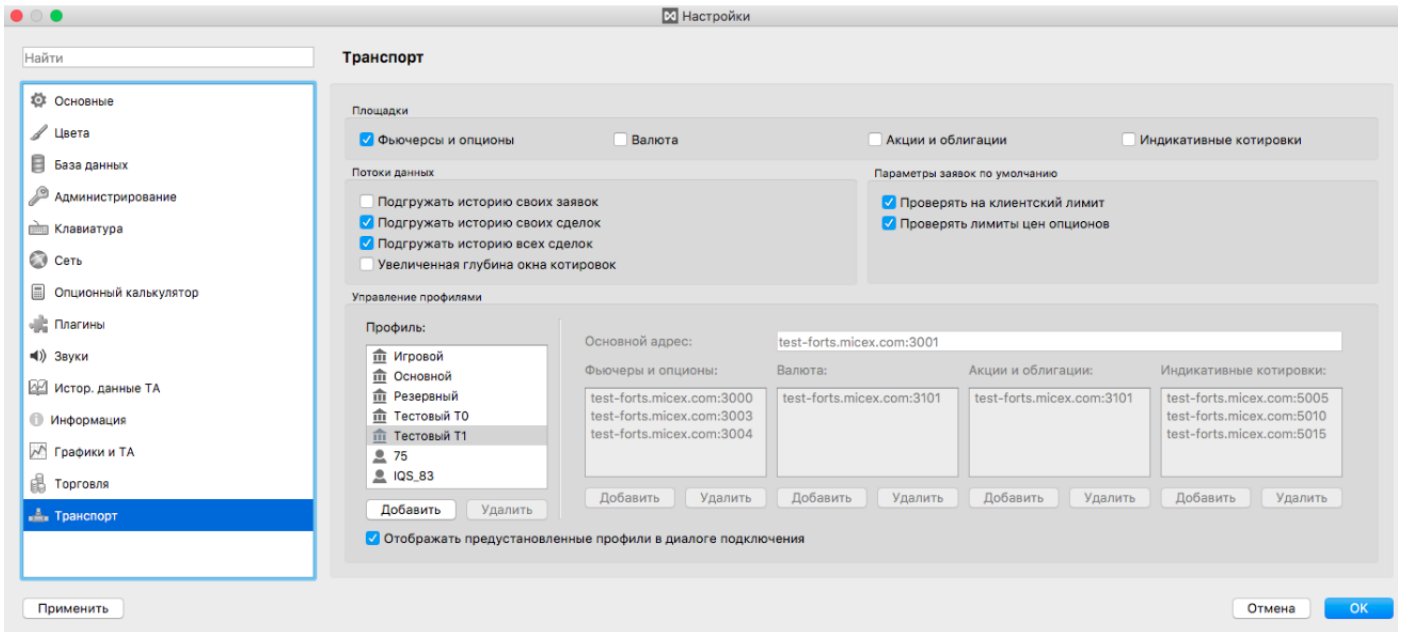 Настройки
Найти
Основные
Цвета
База данных
Администрирование
Клавиатура
Сеть
Опционный калькулятор
Плагины
Звуки
Истор. данные ТА
Информация
Графики и ТА
Торговля
Транспорт
Транспорт
Площадки
Фьючерсы и опционы Валюта Акции и облигации Индикативные котировки
Потоки данных
Подгружать историю своих заявок
Подгружать историю своих сделок
Подгружать историю всех сделок
Увеличенная глубина окна котировок
Параметры заявок по умолчанию
Проверять на клиентский лимит
Проверять лимиты цен опционов
Управление профилями
Профиль:
Игровой
Основной
Резервный
Тестовый T0
Тестовый T1
75
IQS_83
Добавить Удалить
Основной адрес: test-forts.micex.com:3001
Фьючеры и опционы:
test-forts.micex.com:3000
test-forts.micex.com:3003
test-forts.micex.com:3004
Добавить Удалить
Валюта:
test-forts.micex.com:3101
Добавить Удалить
Акции и облигации:
test-forts.micex.com:3101
Добавить Удалить
Индикативные котировки:
test-forts.micex.com:5005
test-forts.micex.com:5010
test-forts.micex.com:5015
Добавить Удалить
Отображать предустановленные профили в диалоге подключения
Применить Отмена OK